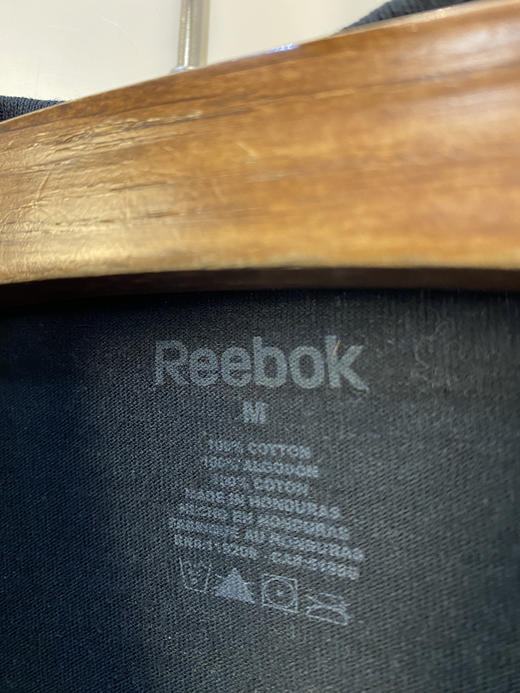 Reebok
M
100% COTTON
100% ALGODON
100% COTON
MADE IN HONDURAS
HECHO EN HONDURAS
FABRIQUE AU HONDURAS